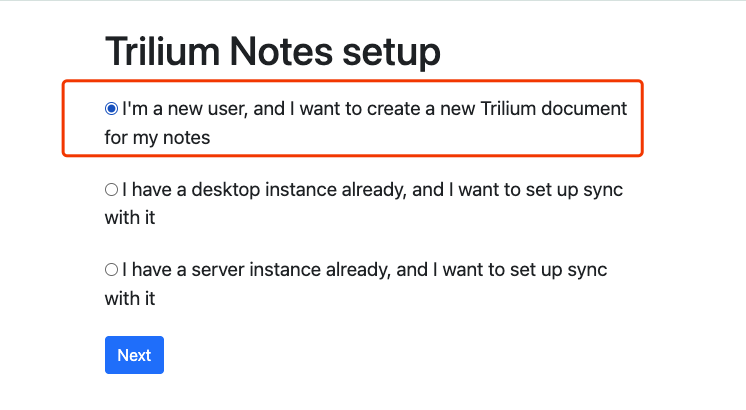 Trilium Notes setup
I'm a new user, and I want to create a new Trilium document
for my notes
I have a desktop instance already, and I want to set up sync
with it
I have a server instance already, and I want to set up sync
with it
Next